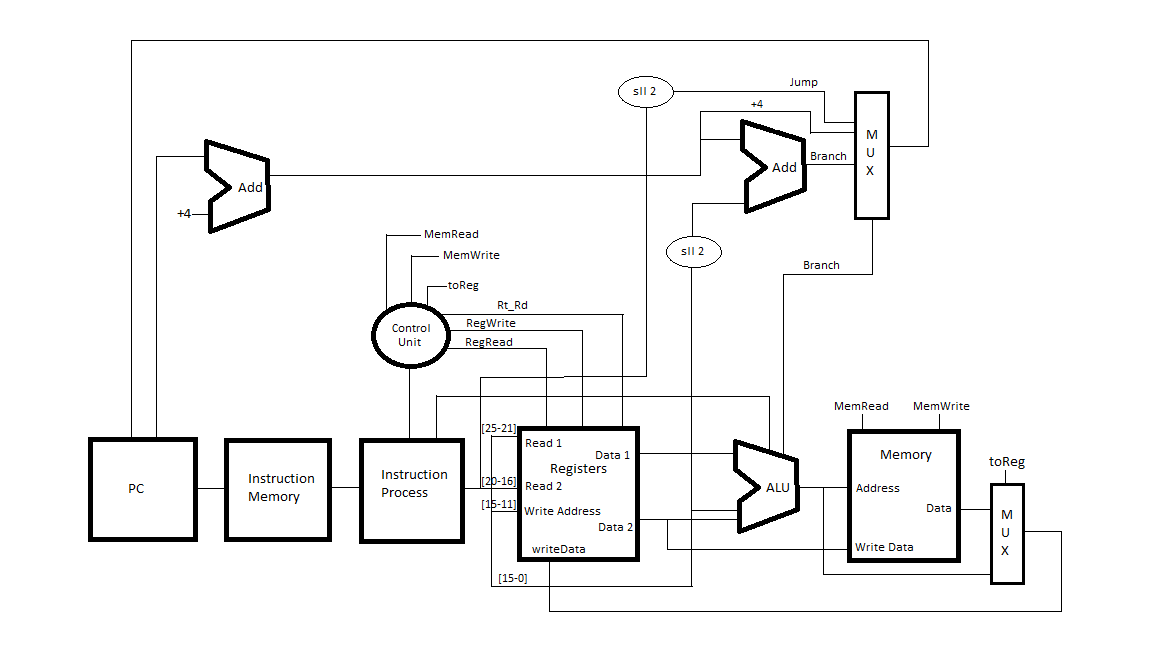 Jump
sll 2
+4
M
U
X
Branch
Add
Add
+4
MemRead
sll 2
MemWrite
Branch
toReg
Rt_Rd
RegWrite
Control
Unit
RegRead
MemRead
MemWrite
[25-21]
Read 1
Data 1
Memory
toReg
Registers
Instruction
Process
Instruction
Memory
PC
[20-16]
Read 2
ALU
Address
[15-11]
Write Address
Data
M
U
X
Data 2
writeData
Write Data
[15-0]